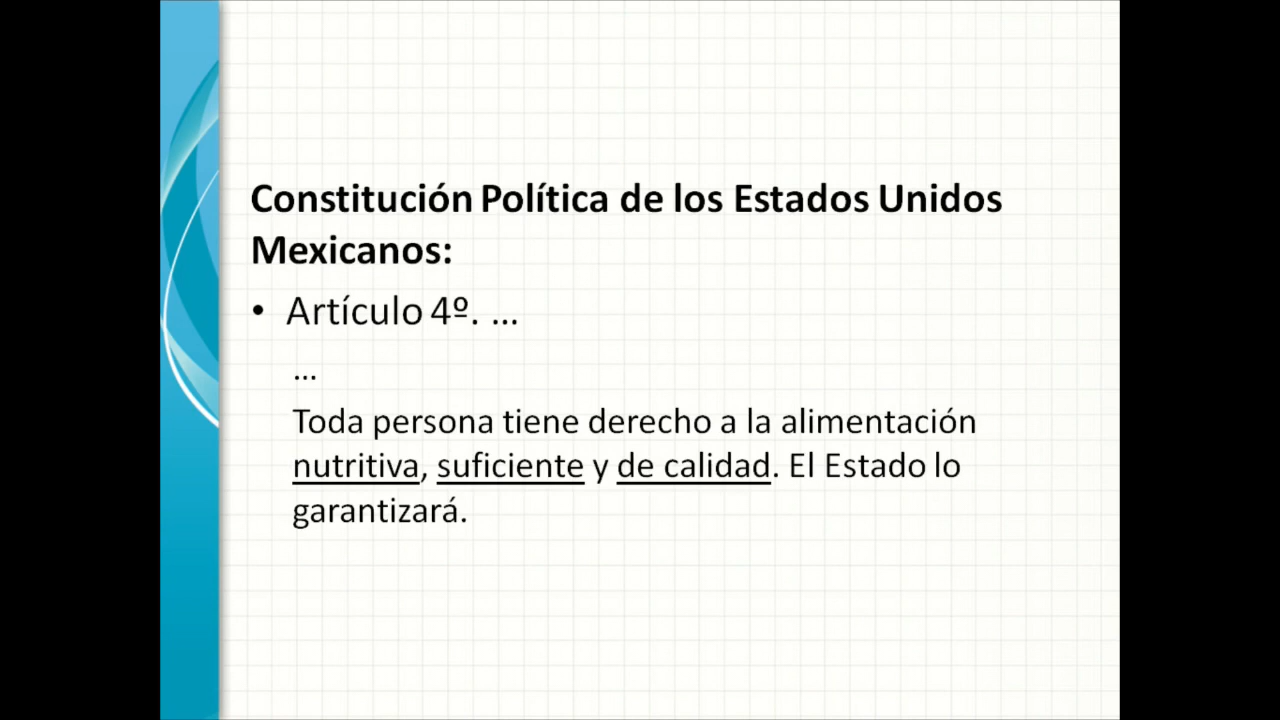 Constitución Política de los Estados Unidos
Mexicanos:
• Artículo 4º. …
…
Toda persona tiene derecho a la alimentación
nutritiva, suficiente y de calidad. El Estado lo
garantizará.